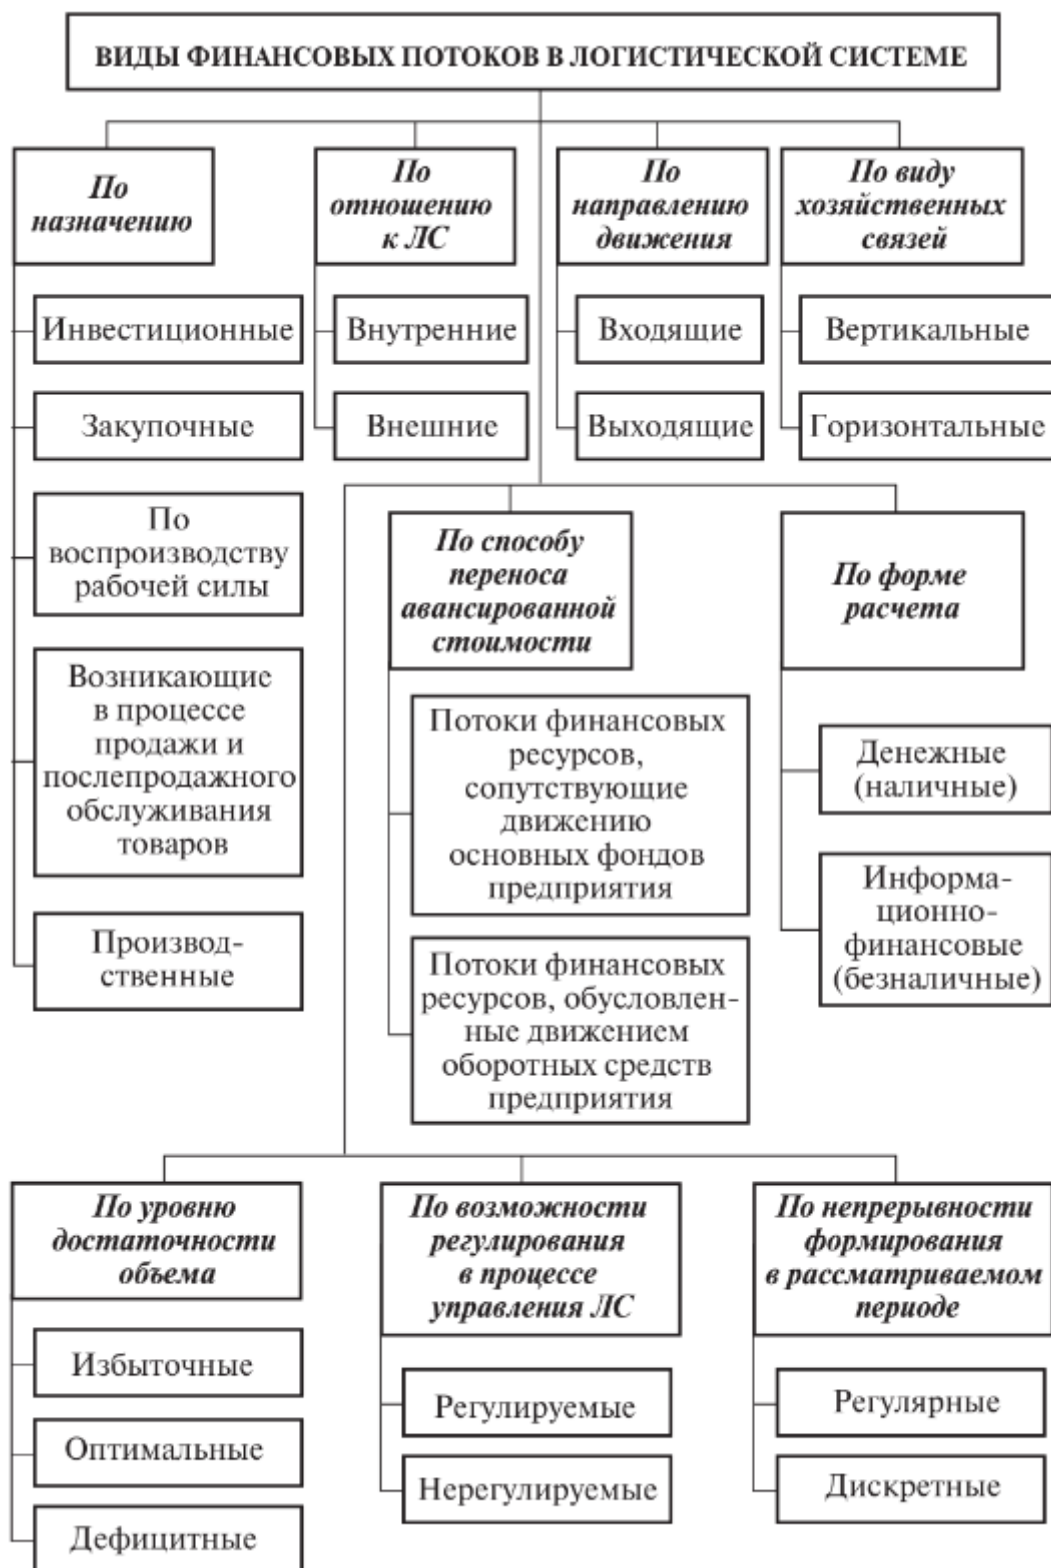 ВИДЫ ФИНАНСОВЫХ ПОТОКОВ В ЛОГИСТИЧЕСКОЙ СИСТЕМЕ
По
назначению
Инвестиционные
Закупочные
По
воспроизводству
рабочей силы
Возникающие
в процессе
продажи и
послепродажного
обслуживания
товаров
Производ-
ственные
По
отношению
к ЛС
Внутренние
Внешние
По
направлению
движения
Входящие
Выходящие
По виду
хозяйственных
связей
Вертикальные
Горизонтальные
По способу
переноса
авансированной
стоимости
Потоки финансовых
ресурсов,
сопутствующие
движению
основных фондов
предприятия
Потоки финансовых
ресурсов, обусловлен-
ные движением
оборотных средств
предприятия
По форме
расчета
Денежные
(наличные)
Информа-
ционно-
финансовые
(безналичные)
По уровню
достаточности
объема
Избыточные
Оптимальные
Дефицитные
По возможности
регулирования
в процессе
управления ЛС
Регулируемые
Нерегулируемые
По непрерывности
формирования
в рассматриваемом
периоде
Регулярные
Дискретные